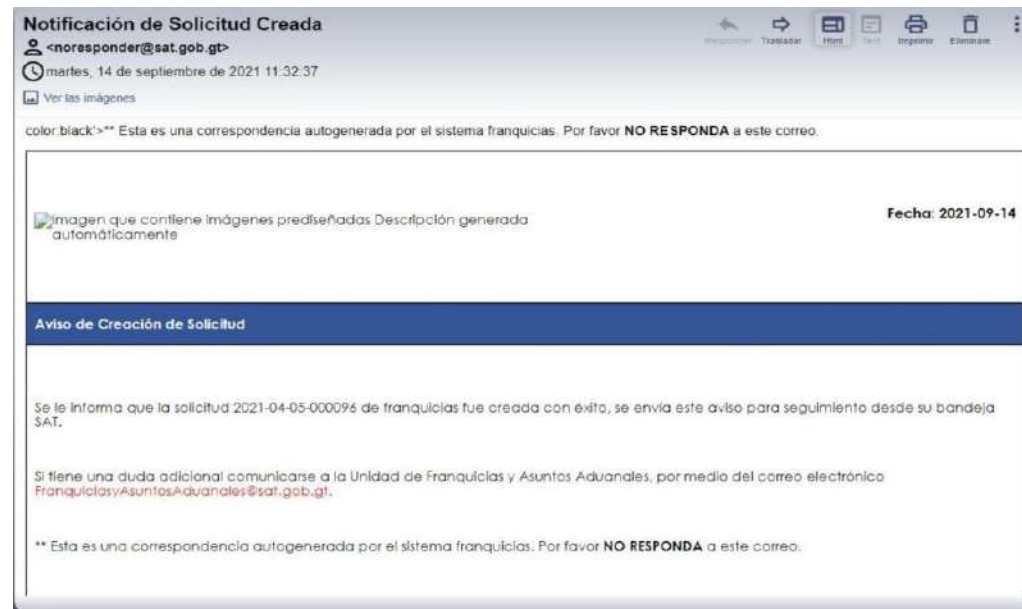 Notificación de Solicitud Creada
<noresponder@sat.gob.gt>
martes, 14 de septiembre de 2021 11:32:37
Ver las imágenes
Responder Trasladar Html Text Imprimir Eliminare
color:black'>** Esta es una correspondencia autogenerada por el sistema franquicias. Por favor NO RESPONDA a este correo.
Imagen que contiene imágenes prediseñadas Descripción generada
automáticamente
Fecha: 2021-09-14
Aviso de Creación de Solicitud
Se le informa que la solicitud 2021-04-05-000096 de franquicias fue creada con éxito, se envía este aviso para seguimiento desde su bandeja
SAT.
Si tiene una duda adicional comunicarse a la Unidad de Franquicias y Asuntos Aduanales, por medio del correo electrónico
FranquiciasyAsuntosAduanales@sat.gob.gt.
** Esta es una correspondencia autogenerada por el sistema franquicias. Por favor NO RESPONDA a este correo.